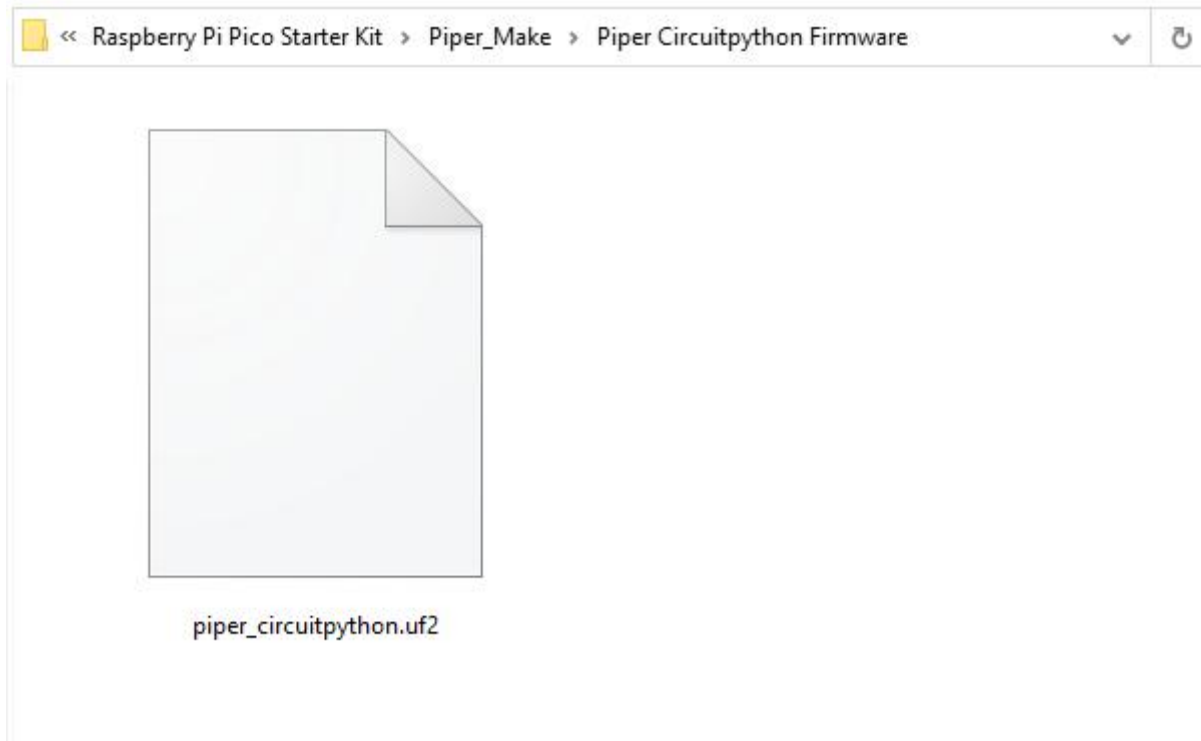 « Raspberry Pi Pico Starter Kit › Piper_Make › Piper Circuitpython Firmware
piper_circuitpython.uf2